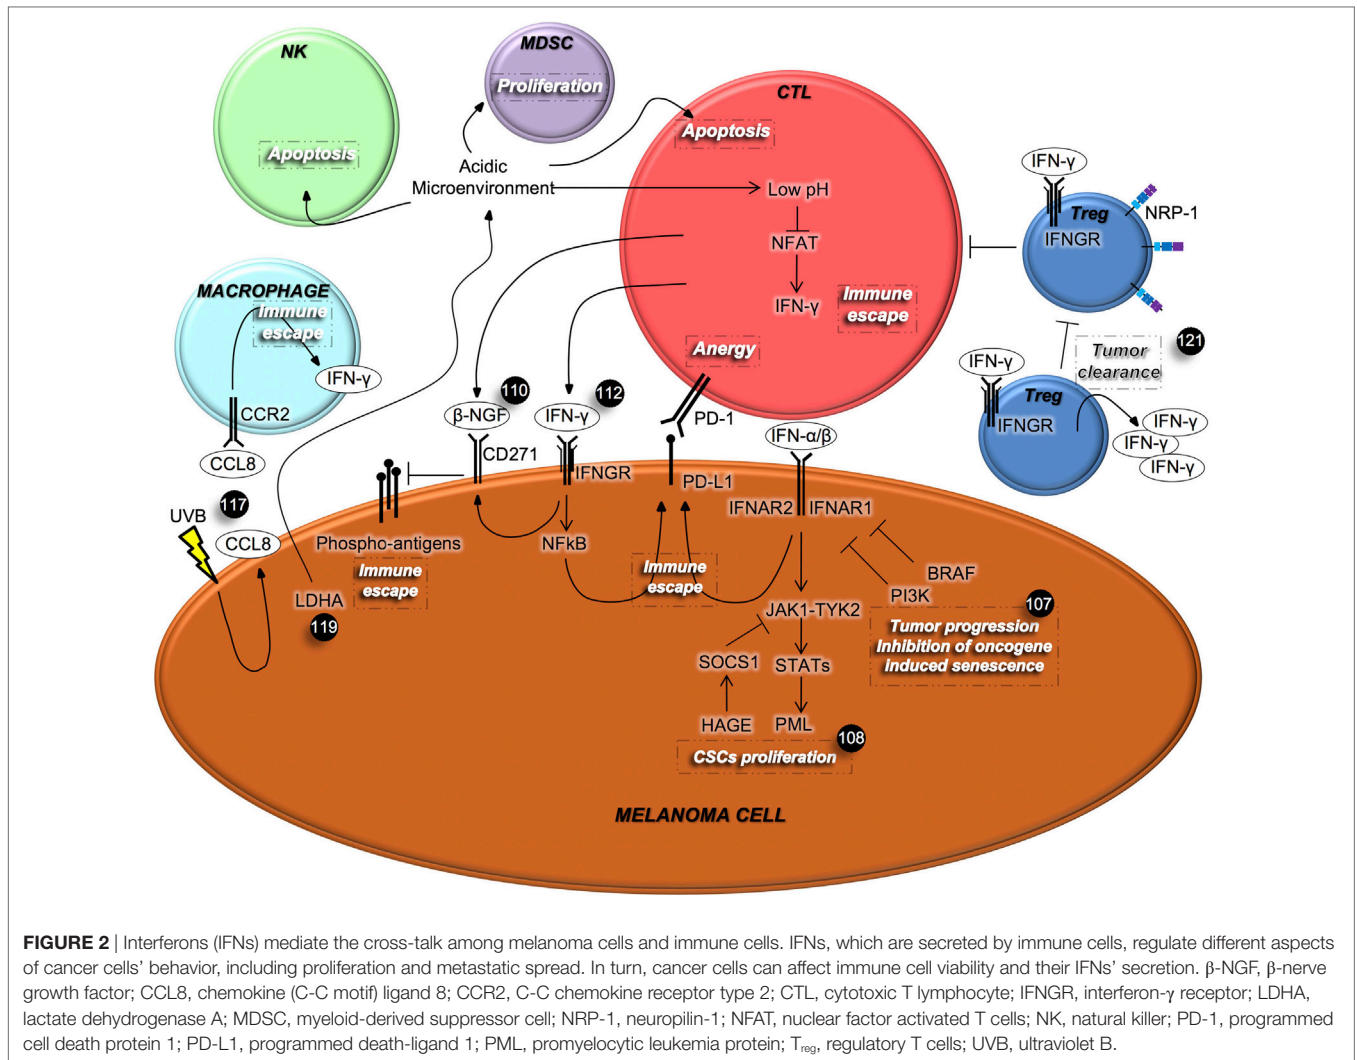 NK
Apoptosis
MDSC
Proliferation
CTL
Apoptosis
Acidic
Microenvironment
Low pH
NFAT
IFN-γ
Immune
escape
Anergy
IFN-γ
Treg
IFNGR
NRP-1
MACROPHAGE
Immune
escape
IFN-γ
CCR2
CCL8
117
UVB
CCL8
LDHA
119
110
β-NGF
CD271
112
IFN-γ
IFNGR
PD-1
PD-L1
IFN-α/β
IFNAR2
IFNAR1
121
Tumor
clearance
IFN-γ
Treg
IFNGR
IFN-γ
IFN-γ
IFN-γ
Phospho-antigens
Immune
escape
NFkB
Immune
escape
BRAF
PI3K
107
Tumor progression
Inhibition of oncogene
induced senescence
JAK1-TYK2
SOCS1
STATs
HAGE
PML
108
CSCs proliferation
MELANOMA CELL
FIGURE 2 | Interferons (IFNs) mediate the cross-talk among melanoma cells and immune cells. IFNs, which are secreted by immune cells, regulate different aspects
of cancer cells' behavior, including proliferation and metastatic spread. In turn, cancer cells can affect immune cell viability and their IFNs' secretion. β-NGF, β-nerve
growth factor; CCL8, chemokine (C-C motif) ligand 8; CCR2, C-C chemokine receptor type 2; CTL, cytotoxic T lymphocyte; IFNGR, interferon-γ receptor; LDHA,
lactate dehydrogenase A; MDSC, myeloid-derived suppressor cell; NRP-1, neuropilin-1; NFAT, nuclear factor activated T cells; NK, natural killer; PD-1, programmed
cell death protein 1; PD-L1, programmed death-ligand 1; PML, promyelocytic leukemia protein; Treg, regulatory T cells; UVB, ultraviolet B.